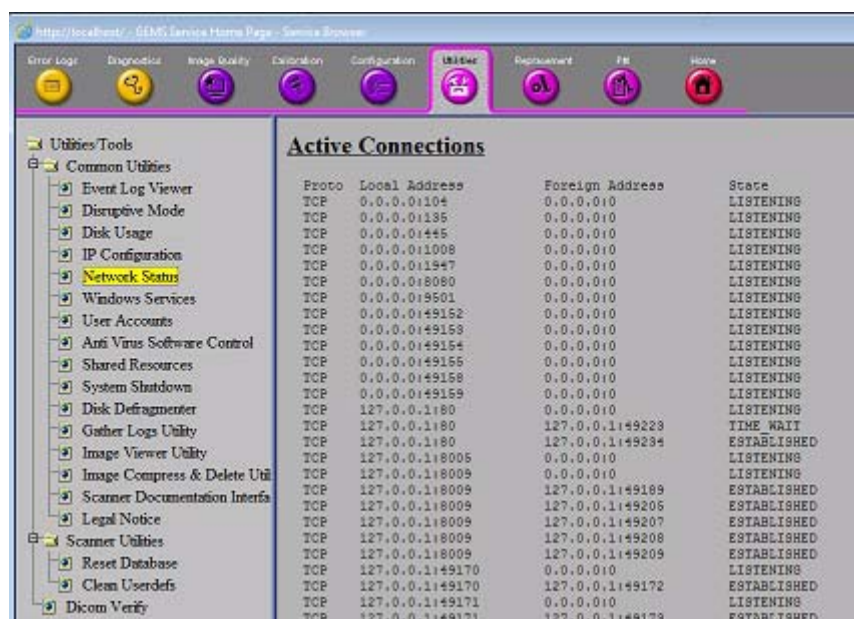 http://localhost/ - GEMS Service Home Page - Service Browser
Error Logs Diagnostics Image Quality Calibration Configuration Utilities Replacement PM Home
Utilities/Tools
Common Utilities
Event Log Viewer
Disruptive Mode
Disk Usage
IP Configuration
Network Status
Windows Services
User Accounts
Anti Virus Software Control
Shared Resources
System Shutdown
Disk Defragmenter
Gather Logs Utility
Image Viewer Utility
Image Compress & Delete Util
Scanner Documentation Interfa
Legal Notice
Scanner Utilities
Reset Database
Clean Userdefs
Dicom Verify
Active Connections
Proto Local Address Foreign Address State
TCP 0.0.0.0:104 0.0.0.0:0 LISTENING
TCP 0.0.0.0:135 0.0.0.0:0 LISTENING
TCP 0.0.0.0:445 0.0.0.0:0 LISTENING
TCP 0.0.0.0:1008 0.0.0.0:0 LISTENING
TCP 0.0.0.0:1947 0.0.0.0:0 LISTENING
TCP 0.0.0.0:8080 0.0.0.0:0 LISTENING
TCP 0.0.0.0:9501 0.0.0.0:0 LISTENING
TCP 0.0.0.0:49152 0.0.0.0:0 LISTENING
TCP 0.0.0.0:49153 0.0.0.0:0 LISTENING
TCP 0.0.0.0:49154 0.0.0.0:0 LISTENING
TCP 0.0.0.0:49155 0.0.0.0:0 LISTENING
TCP 0.0.0.0:49158 0.0.0.0:0 LISTENING
TCP 0.0.0.0:49159 0.0.0.0:0 LISTENING
TCP 127.0.0.1:80 0.0.0.0:0 LISTENING
TCP 127.0.0.1:80 127.0.0.1:49223 TIME_WAIT
TCP 127.0.0.1:80 127.0.0.1:49234 ESTABLISHED
TCP 127.0.0.1:8005 0.0.0.0:0 LISTENING
TCP 127.0.0.1:8009 0.0.0.0:0 LISTENING
TCP 127.0.0.1:8009 127.0.0.1:49189 ESTABLISHED
TCP 127.0.0.1:8009 127.0.0.1:49205 ESTABLISHED
TCP 127.0.0.1:8009 127.0.0.1:49207 ESTABLISHED
TCP 127.0.0.1:8009 127.0.0.1:49208 ESTABLISHED
TCP 127.0.0.1:8009 127.0.0.1:49209 ESTABLISHED
TCP 127.0.0.1:49170 0.0.0.0:0 LISTENING
TCP 127.0.0.1:49170 127.0.0.1:49172 ESTABLISHED
TCP 127.0.0.1:49171 0.0.0.0:0 LISTENING
TCP 127.0.0.1:49171 127.0.0.1:49173 ESTABLISHED